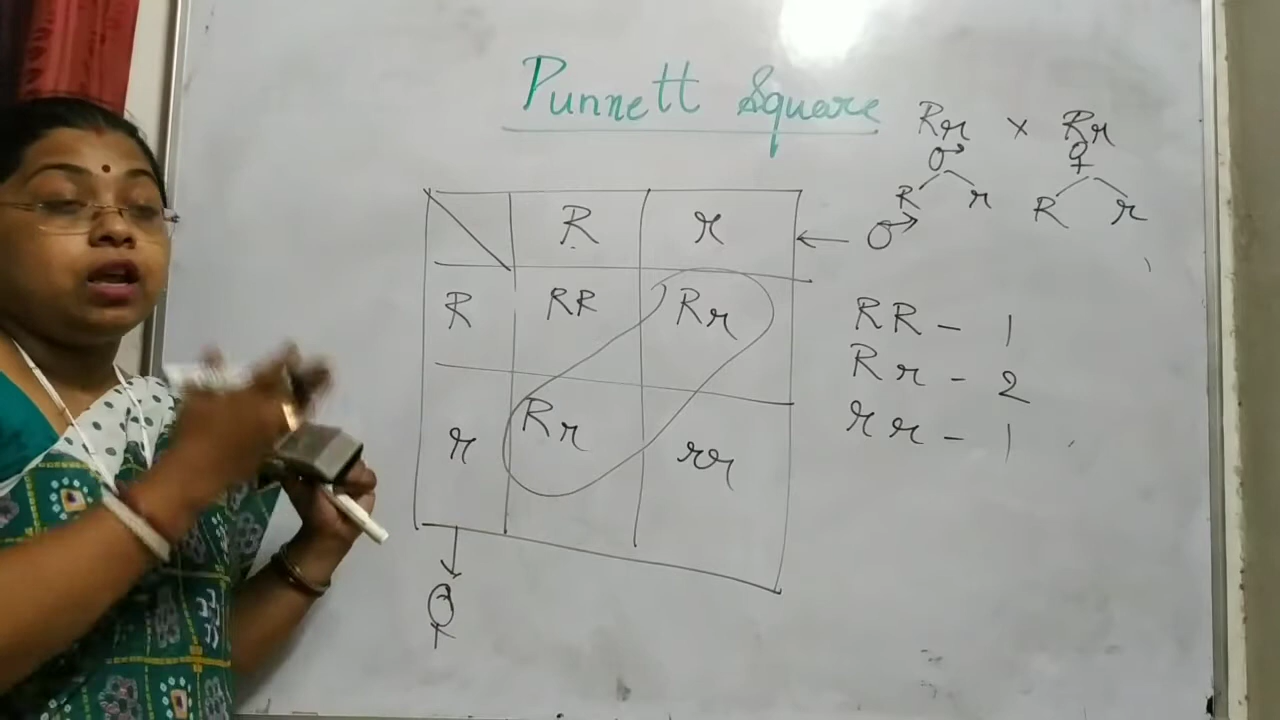 Punnett Square
Rr × Rr
♂ ♀
R r R r
R r ← ♂
R RR Rr
r Rr rr
♀
RR - 1
Rr - 2
rr - 1